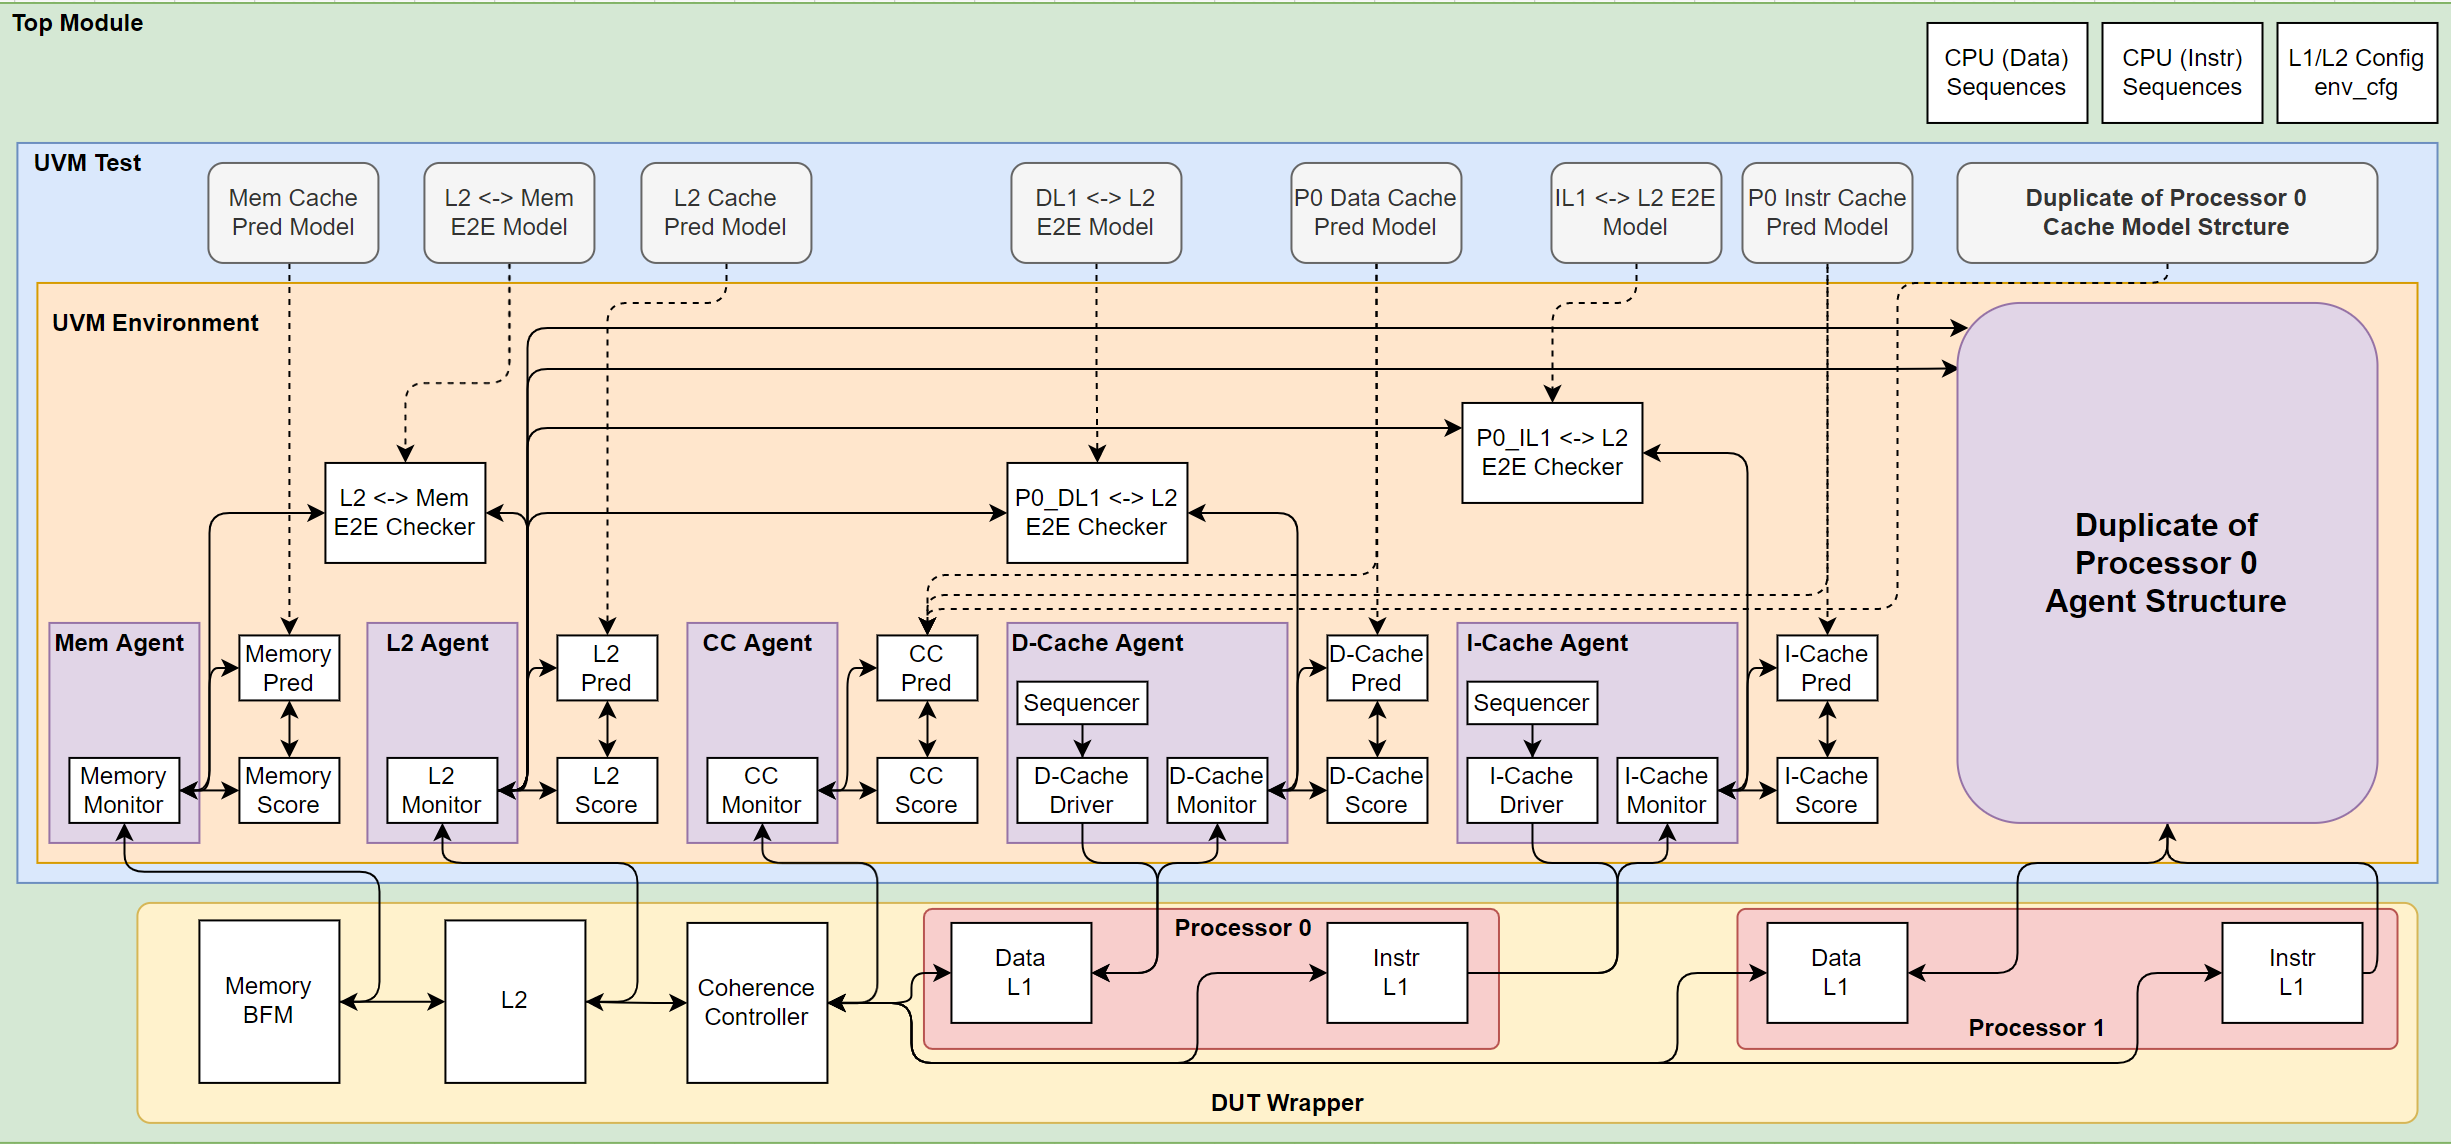 Top Module
CPU (Data)
Sequences
CPU (Instr)
Sequences
L1/L2 Config
env_cfg
UVM Test
Mem Cache
Pred Model
L2 <-> Mem
E2E Model
L2 Cache
Pred Model
DL1 <-> L2
E2E Model
P0 Data Cache
Pred Model
IL1 <-> L2 E2E
Model
P0 Instr Cache
Pred Model
Duplicate of Processor 0
Cache Model Strcture
UVM Environment
L2 <-> Mem
E2E Checker
P0_DL1 <-> L2
E2E Checker
P0_IL1 <-> L2
E2E Checker
Duplicate of
Processor 0
Agent Structure
Mem Agent
Memory
Monitor
Memory
Pred
Memory
Score
L2 Agent
L2
Monitor
L2
Pred
L2
Score
CC Agent
CC
Monitor
CC
Pred
CC
Score
D-Cache Agent
Sequencer
D-Cache
Driver
D-Cache
Monitor
D-Cache
Pred
D-Cache
Score
I-Cache Agent
Sequencer
I-Cache
Driver
I-Cache
Monitor
I-Cache
Pred
I-Cache
Score
Memory
BFM
L2
Coherence
Controller
Processor 0
Data
L1
Instr
L1
Data
L1
Instr
L1
Processor 1
DUT Wrapper